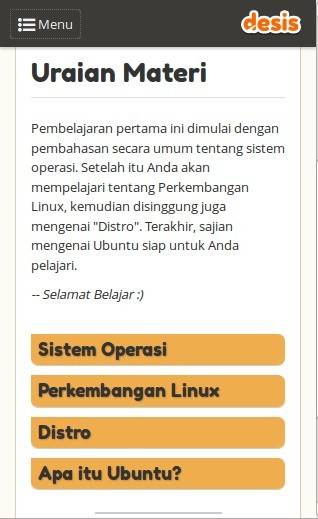 Menu
desis
Uraian Materi
Pembelajaran pertama ini dimulai dengan
pembahasan secara umum tentang sistem
operasi. Setelah itu Anda akan
mempelajari tentang Perkembangan
Linux, kemudian disinggung juga
mengenai "Distro". Terakhir, sajian
mengenai Ubuntu siap untuk Anda
pelajari.
-- Selamat Belajar :)
Sistem Operasi
Perkembangan Linux
Distro
Apa itu Ubuntu?